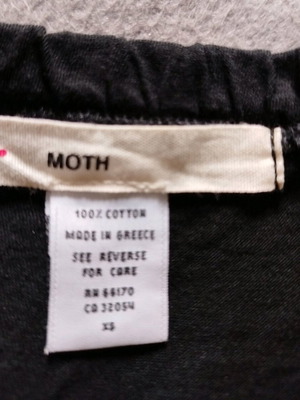 MOTH
100% COTTON
MADE IN GREECE
SEE REVERSE
FOR CARE
RN 66170
CA 32054
XS